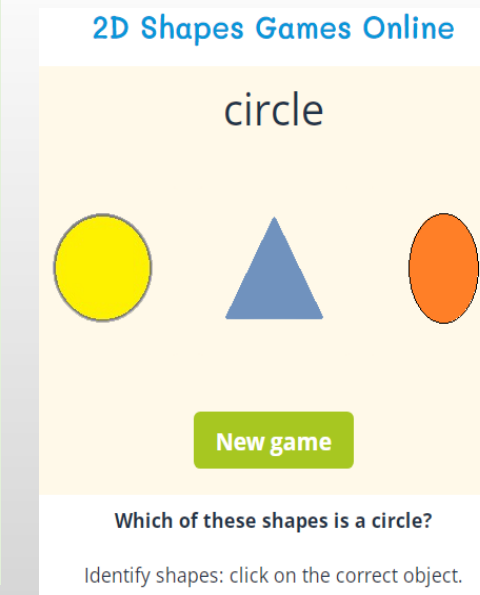 2D Shapes Games Online
circle
New game
Which of these shapes is a circle?
Identify shapes: click on the correct object.